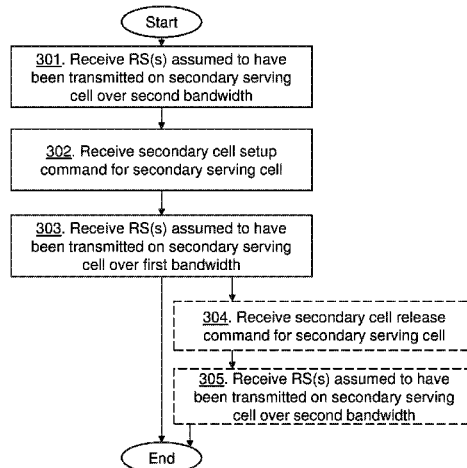 Start
301. Receive RS(s) assumed to have
been transmitted on secondary serving
cell over second bandwidth
302. Receive secondary cell setup
command for secondary serving cell
303. Receive RS(s) assumed to have
been transmitted on secondary serving
cell over first bandwidth
304. Receive secondary cell release
command for secondary serving cell
305. Receive RS(s) assumed to have
been transmitted on secondary serving
cell over second bandwidth
End